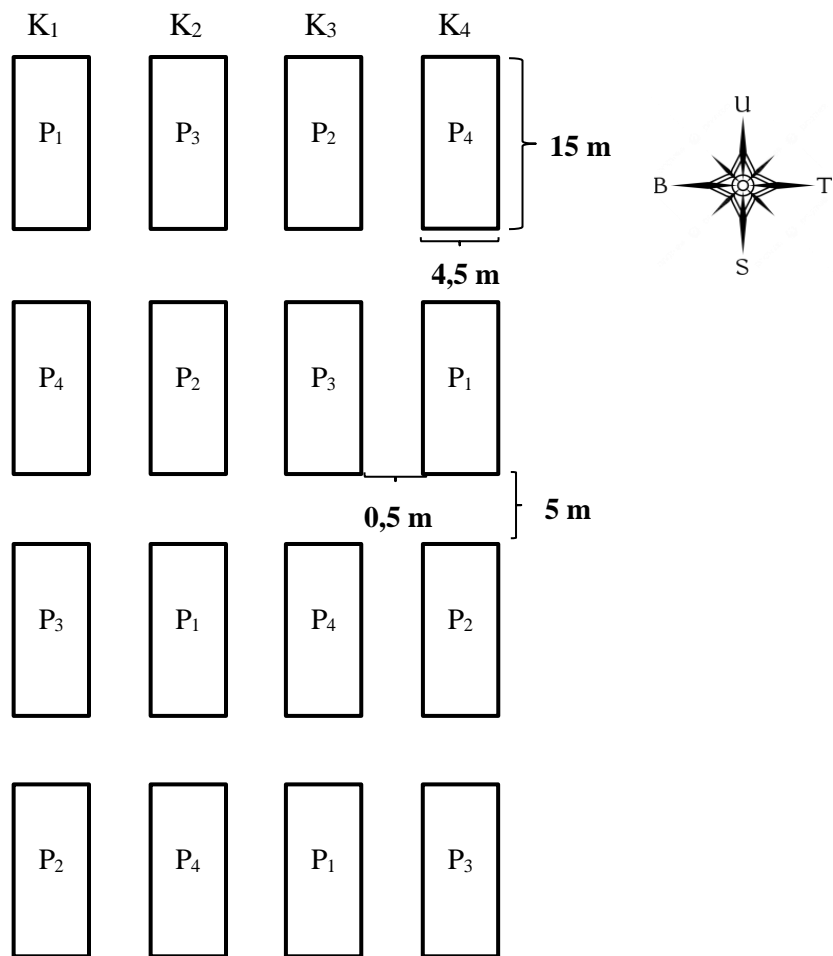 K₁ K₂ K₃ K₄
P₁ P₃ P₂ P₄
15 m
U
B T
S
4,5 m
P₄ P₂ P₃ P₁
0,5 m
5 m
P₃ P₁ P₄ P₂
P₂ P₄ P₁ P₃